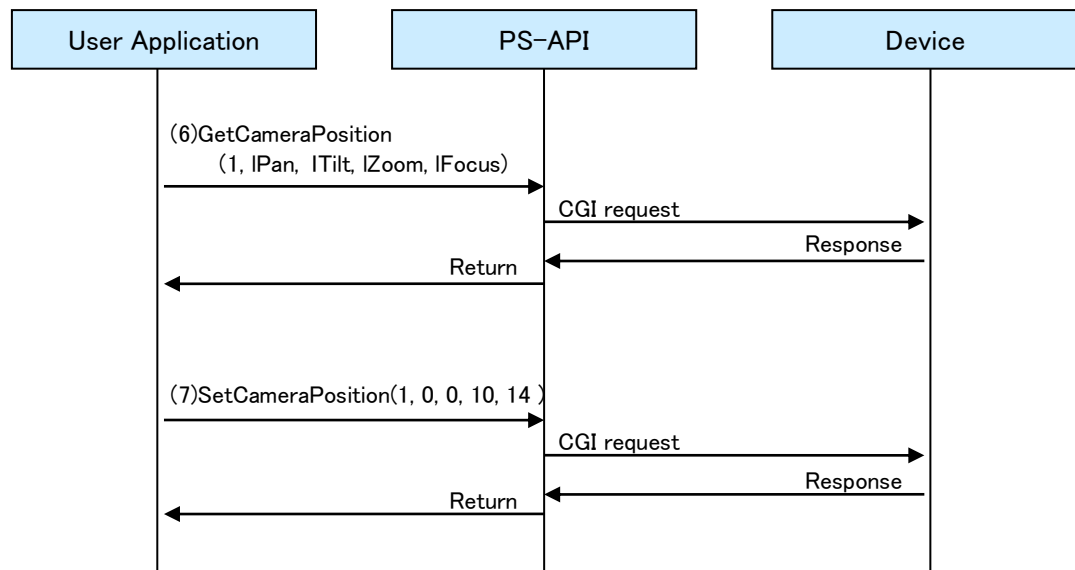 User Application
PS-API
Device
(6)GetCameraPosition
(1, lPan, lTilt, lZoom, lFocus)
CGI request
Response
Return
(7)SetCameraPosition(1, 0, 0, 10, 14 )
CGI request
Response
Return